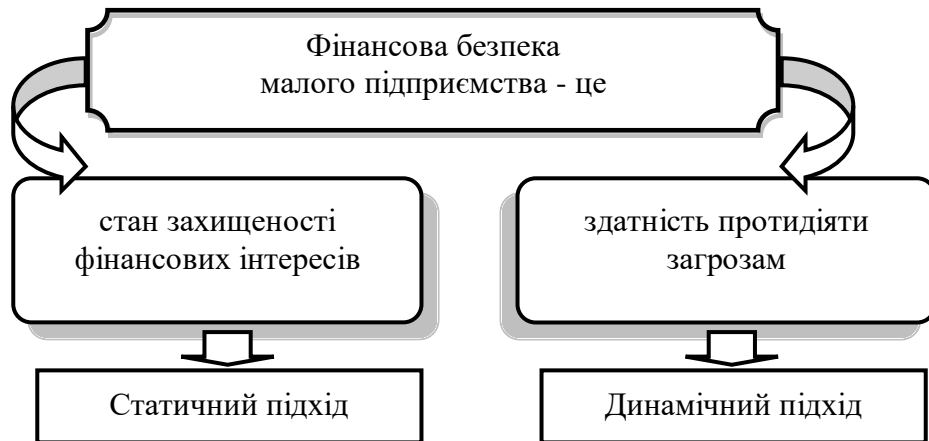 Фінансова безпека
малого підприємства - це
стан захищеності
фінансових інтересів
здатність протидіяти
загрозам
Статичний підхід
Динамічний підхід